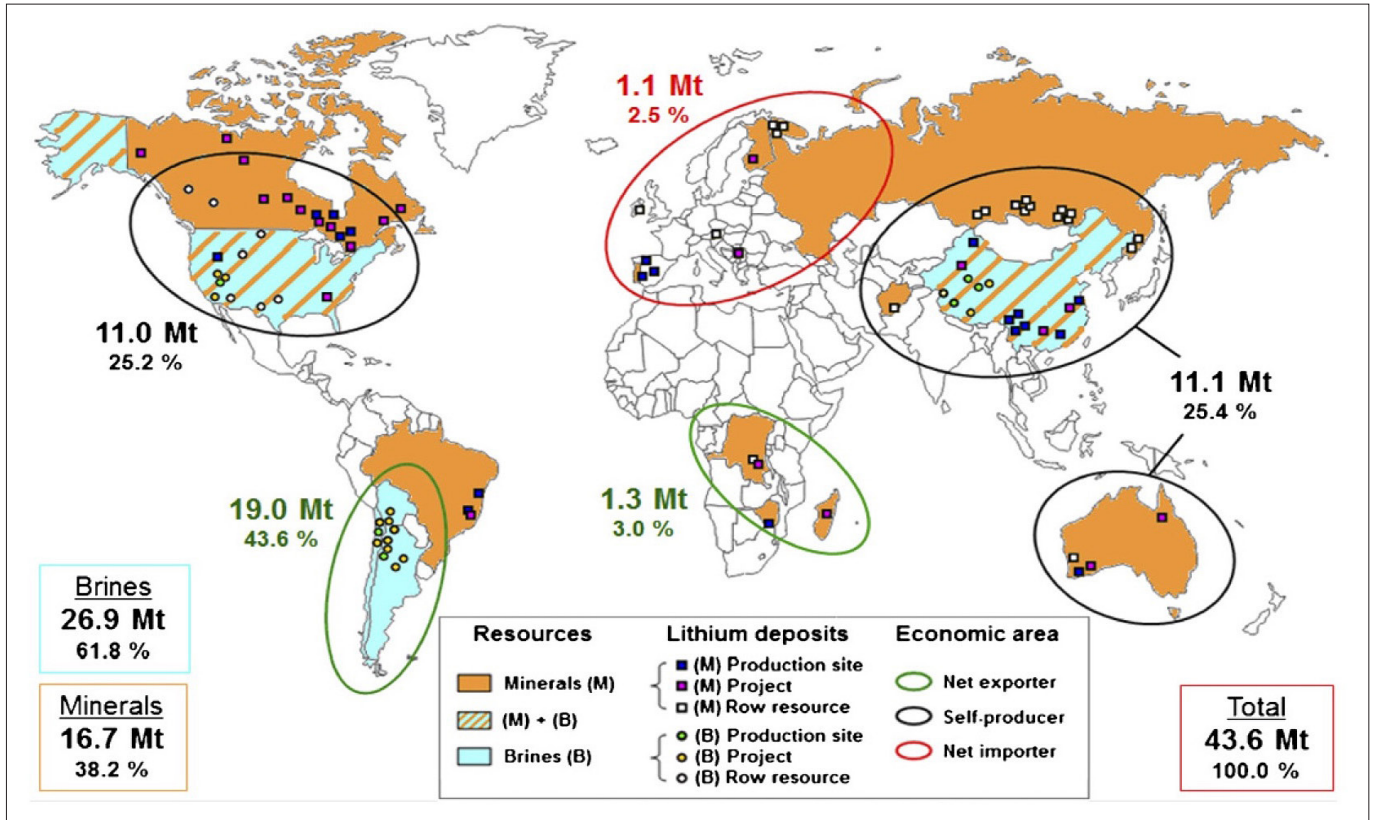 1.1 Mt
2.5 %
11.0 Mt
25.2 %
11.1 Mt
25.4 %
19.0 Mt
43.6 %
1.3 Mt
3.0 %
Brines
26.9 Mt
61.8 %
Minerals
16.7 Mt
38.2 %
Resources
Minerals (M)
(M) + (B)
Brines (B)
Lithium deposits
(M) Production site
(M) Project
(M) Row resource
(B) Production site
(B) Project
(B) Row resource
Economic area
Net exporter
Self-producer
Net importer
Total
43.6 Mt
100.0 %